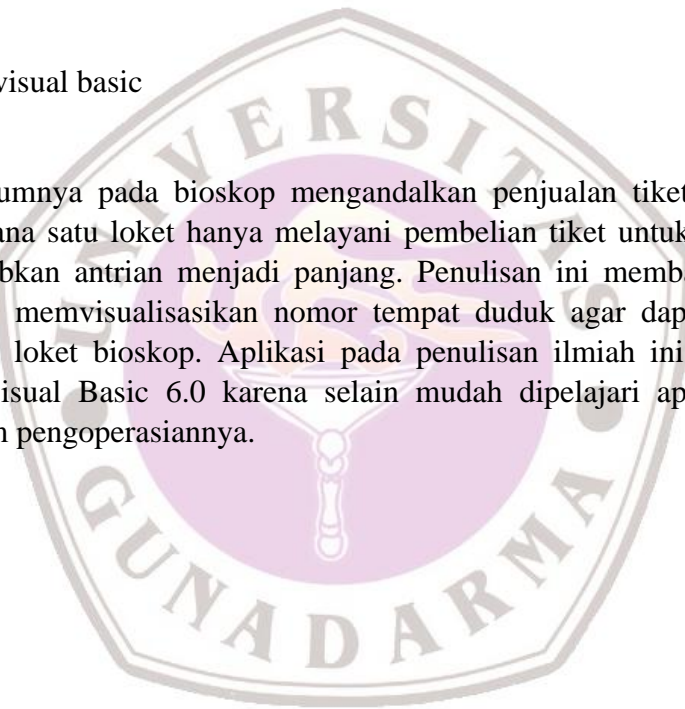 visual basic
umnya pada bioskop mengandalkan penjualan tiket
ana satu loket hanya melayani pembelian tiket untuk
bkan antrian menjadi panjang. Penulisan ini memb
memvisualisasikan nomor tempat duduk agar dap
loket bioskop. Aplikasi pada penulisan ilmiah ini
isual Basic 6.0 karena selain mudah dipelajari ap
n pengoperasiannya.
UNIVERSITAS
GUNADARMA